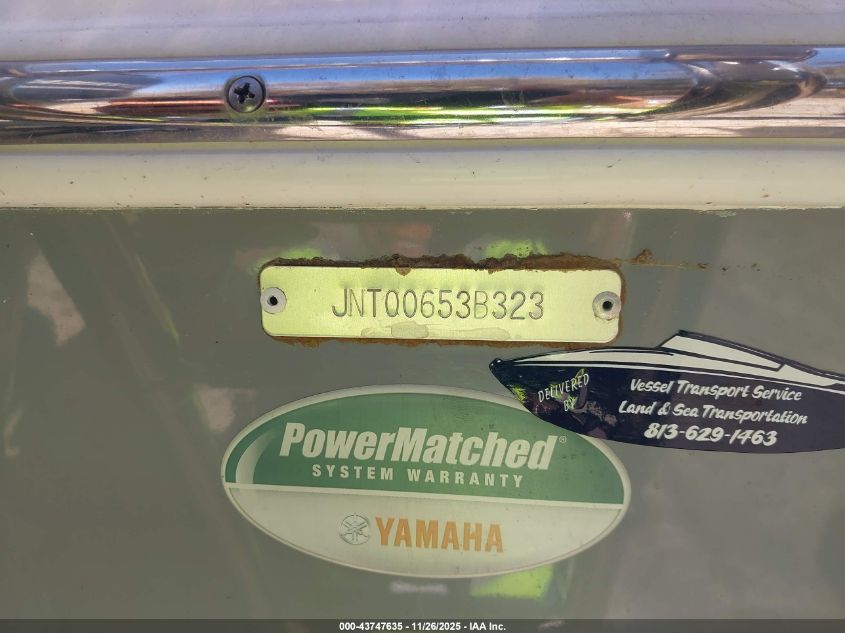 JNT00653B323
DELIVERED
BY
Vessel Transport Service
Land & Sea Transportation
813-629-1463
PowerMatched®
SYSTEM WARRANTY
YAMAHA
000-43747635 - 11/26/2025 - IAA Inc.